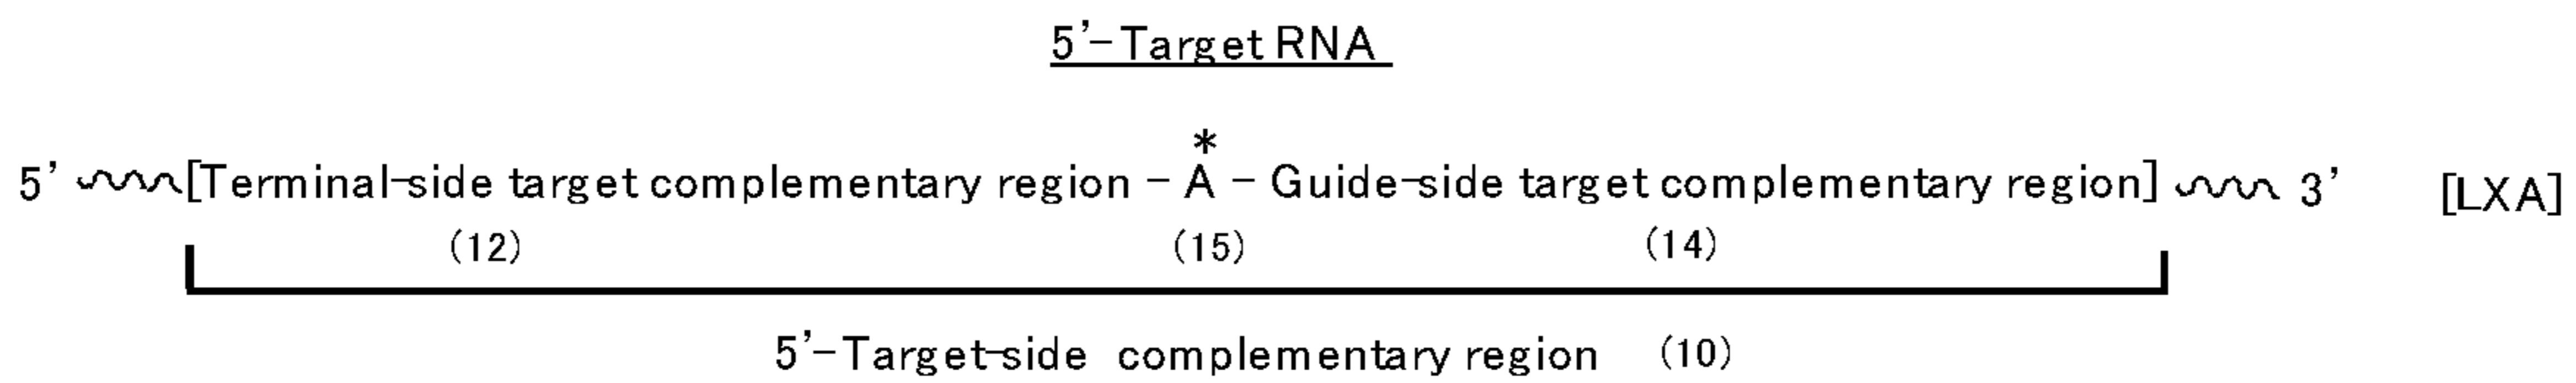 5'-Target RNA
*
5' [Terminal-side target complementary region - A - Guide-side target complementary region] 3' [LXA]
(12) (15) (14)
5'-Target-side complementary region (10)